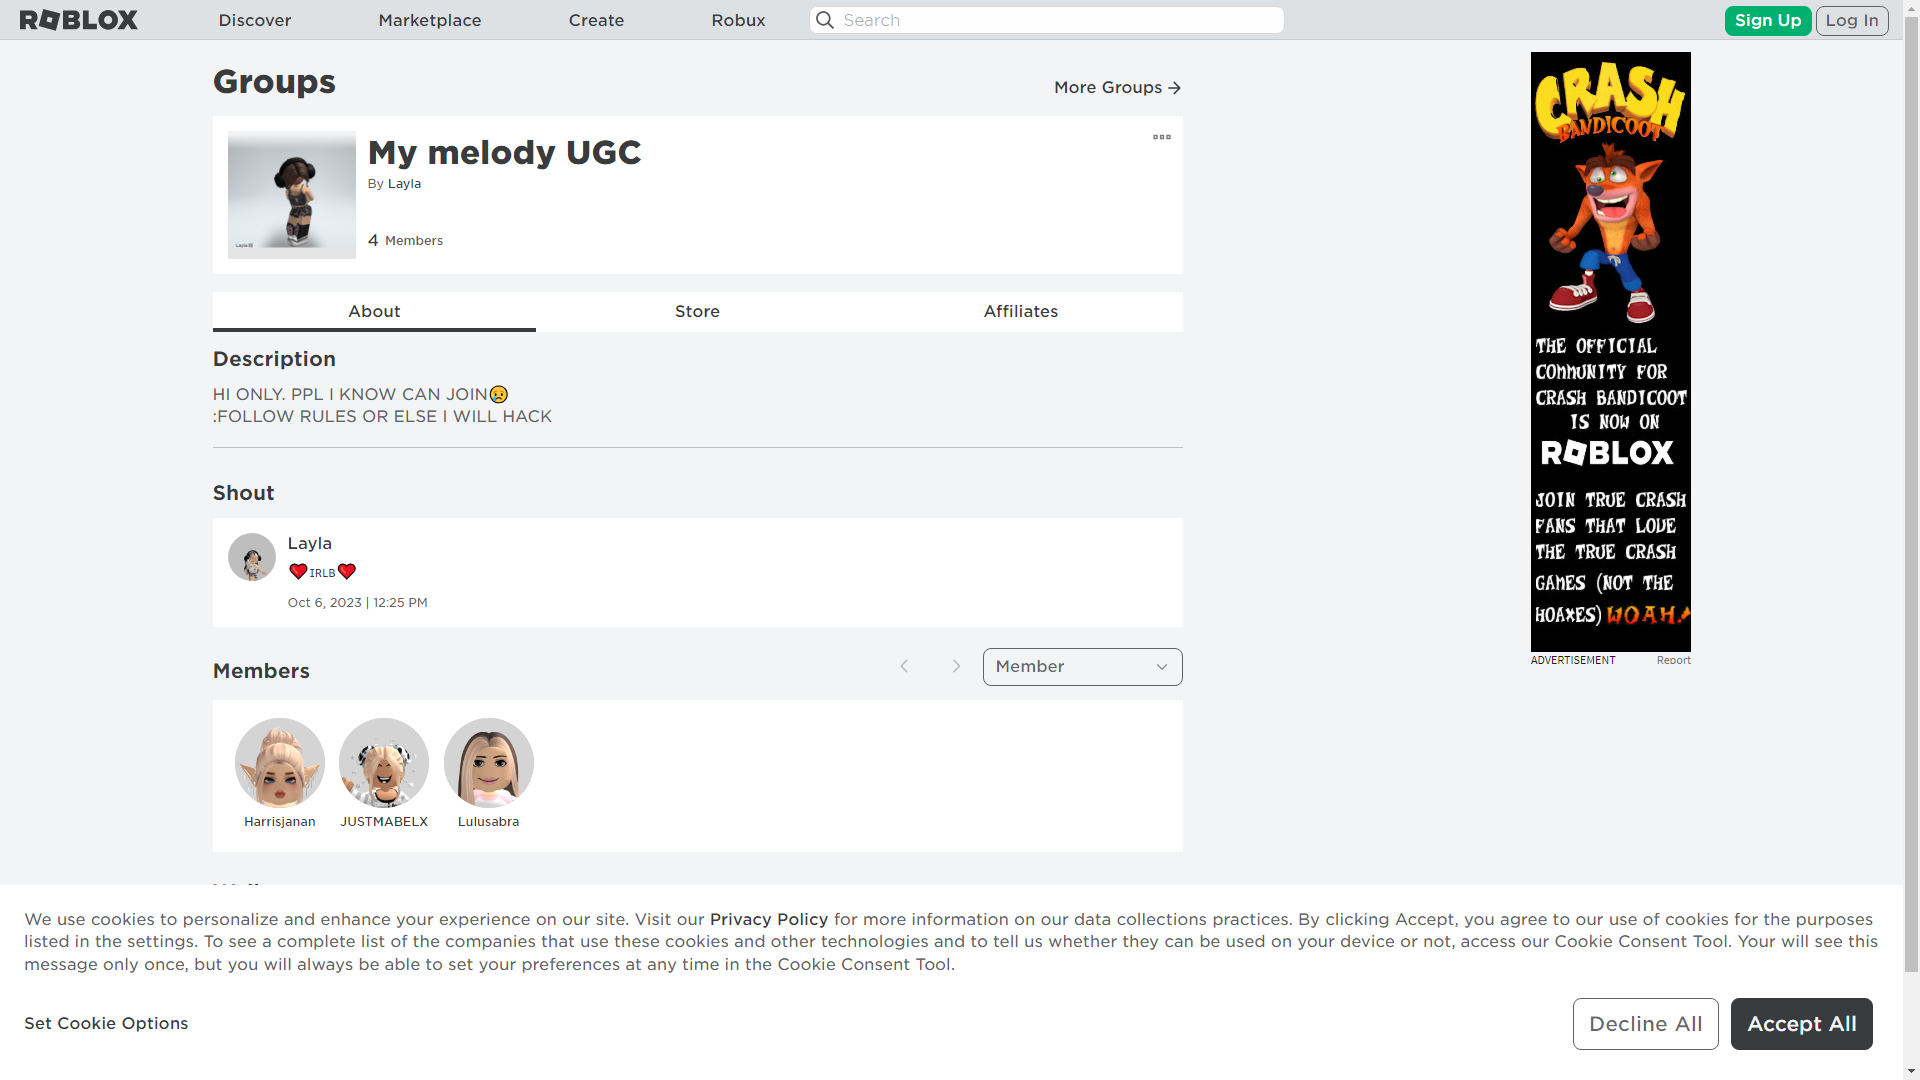 ROBLOX
Discover
Marketplace
Create
Robux
Search
Sign Up
Log In
Groups
More Groups
My melody UGC
By Layla
4 Members
About
Store
Affiliates
Description
HI ONLY. PPL I KNOW CAN JOIN😢
:FOLLOW RULES OR ELSE I WILL HACK
Shout
Layla
❤️IRLB❤️
Oct 6, 2023 | 12:25 PM
Members
Member
Harrisjanan
JUSTMABELX
Lulusabra
CRASH
BANDICOOT
THE OFFICIAL
COMMUNITY FOR
CRASH BANDICOOT
IS NOW ON
ROBLOX
JOIN TRUE CRASH
FANS THAT LOVE
THE TRUE CRASH
GAMES (NOT THE
HOAXES) WOAH!
ADVERTISEMENT
Report
We use cookies to personalize and enhance your experience on our site. Visit our Privacy Policy for more information on our data collections practices. By clicking Accept, you agree to our use of cookies for the purposes
listed in the settings. To see a complete list of the companies that use these cookies and other technologies and to tell us whether they can be used on your device or not, access our Cookie Consent Tool. Your will see this
message only once, but you will always be able to set your preferences at any time in the Cookie Consent Tool.
Set Cookie Options
Decline All
Accept All